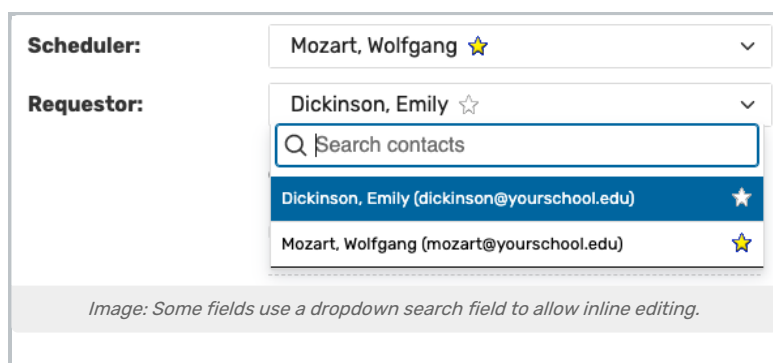 Scheduler: Mozart, Wolfgang
Requestor: Dickinson, Emily
Search contacts
Dickinson, Emily (dickinson@yourschool.edu)
Mozart, Wolfgang (mozart@yourschool.edu)
Image: Some fields use a dropdown search field to allow inline editing.